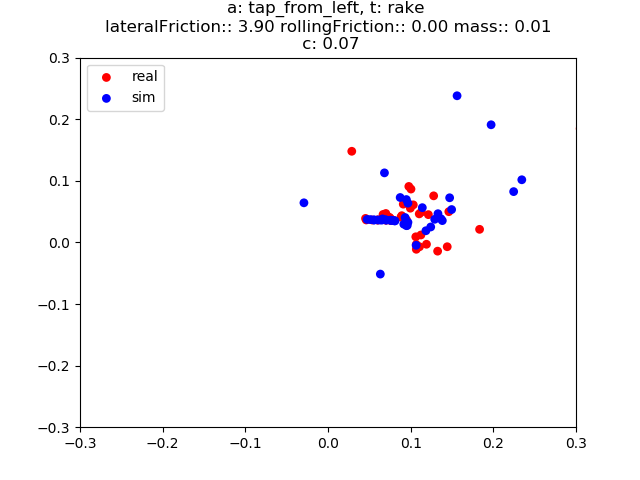 a: tap_from_left, t: rake
lateralFriction:: 3.90 rollingFriction:: 0.00 mass:: 0.01
c: 0.07
real
sim
0.3
0.2
0.1
0.0
−0.1
−0.2
−0.3
−0.3
−0.2
−0.1
0.0
0.1
0.2
0.3